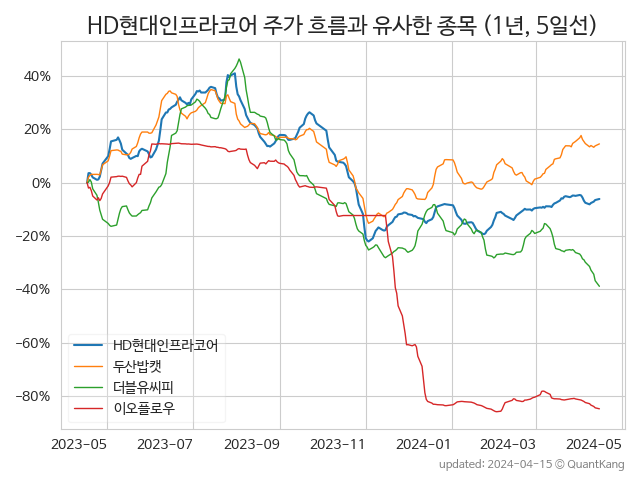 HD현대인프라코어 주가 흐름과 유사한 종목 (1년, 5일선)
40%
20%
0%
−20%
−40%
−60%
−80%
HD현대인프라코어
두산밥캣
더블유씨피
이오플로우
2023-05 2023-07 2023-09 2023-11 2024-01 2024-03 2024-05
updated: 2024-04-15 © QuantKang